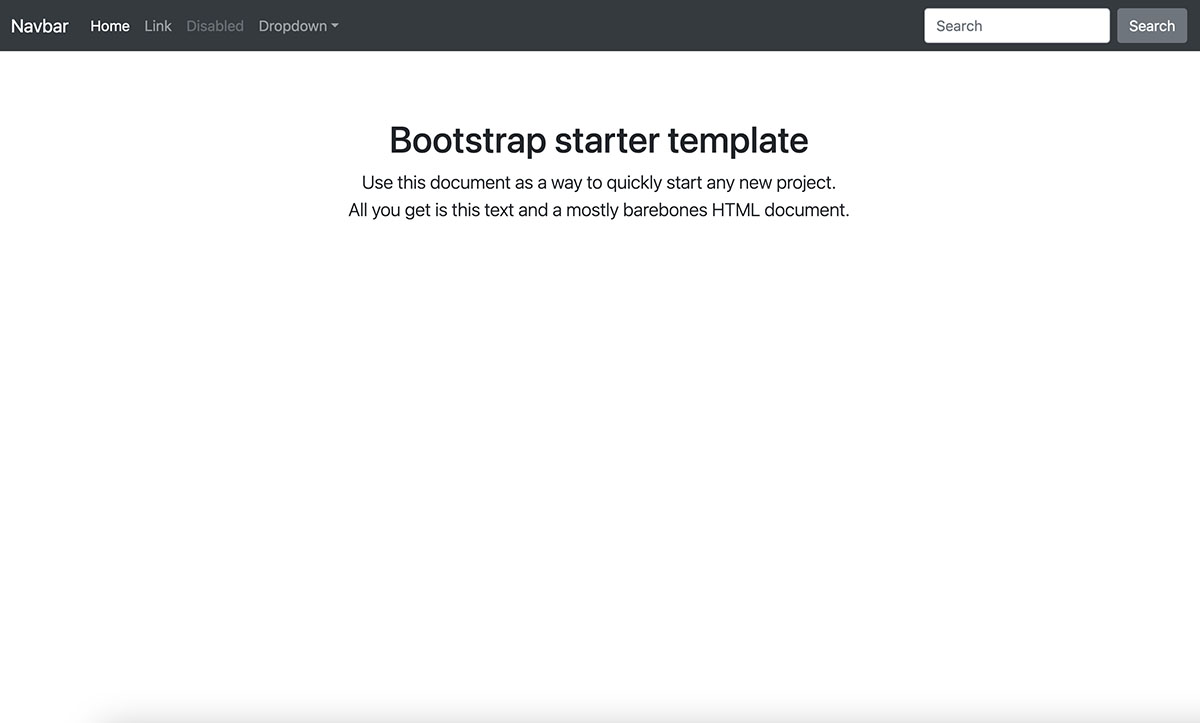 Navbar Home Link Disabled Dropdown Search Search
Bootstrap starter template
Use this document as a way to quickly start any new project.
All you get is this text and a mostly barebones HTML document.